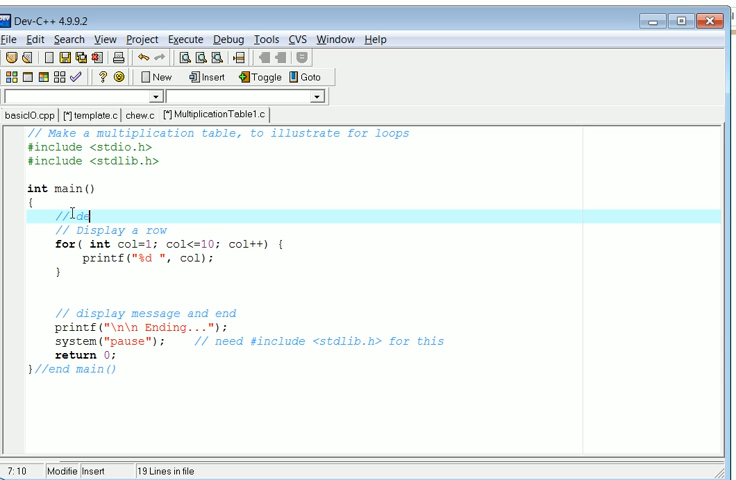 Dev-C++ 4.9.9.2
File Edit Search View Project Execute Debug Tools CVS Window Help
New Insert Toggle Goto
basicIO.cpp [*] template.c chew.c [*] MultiplicationTable1.c
// Make a multiplication table, to illustrate for loops
#include <stdio.h>
#include <stdlib.h>
int main()
{
// de
// Display a row
for( int col=1; col<=10; col++) {
printf("%d ", col);
}
// display message and end
printf("\n\n Ending...");
system("pause"); // need #include <stdlib.h> for this
return 0;
}//end main()
7: 10 Modifie Insert 19 Lines in file